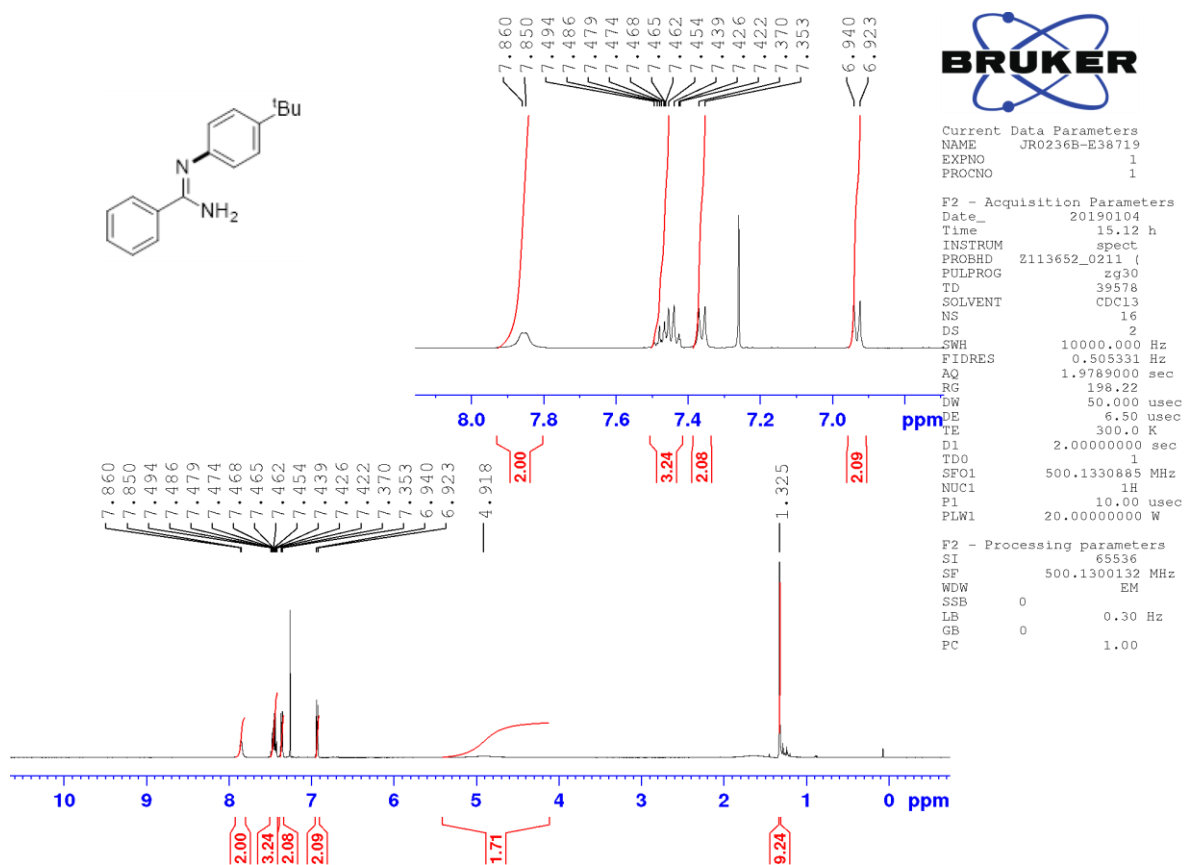 7.860
7.850
7.494
7.486
7.479
7.474
7.468
7.465
7.462
7.454
7.439
7.426
7.422
7.370
7.353
6.940
6.923
BRUKER
tBu
N
NH2
8.0 7.8 7.6 7.4 7.2 7.0 ppm
2.00
3.24
2.08
2.09
7.860
7.850
7.494
7.486
7.479
7.474
7.468
7.465
7.462
7.454
7.439
7.426
7.422
7.370
7.353
6.940
6.923
4.918
1.325
10 9 8 7 6 5 4 3 2 1 0 ppm
2.00
3.24
2.08
2.09
1.71
9.24
Current Data Parameters
NAME JR0236B-E38719
EXPNO 1
PROCNO 1
F2 - Acquisition Parameters
Date_ 20190104
Time 15.12 h
INSTRUM spect
PROBHD Z113652_0211 (
PULPROG zg30
TD 39578
SOLVENT CDCl3
NS 16
DS 2
SWH 10000.000 Hz
FIDRES 0.505331 Hz
AQ 1.9789000 sec
RG 198.22
DW 50.000 usec
DE 6.50 usec
TE 300.0 K
D1 2.00000000 sec
TD0 1
SFO1 500.1330885 MHz
NUC1 1H
P1 10.00 usec
PLW1 20.00000000 W
F2 - Processing parameters
SI 65536
SF 500.1300132 MHz
WDW EM
SSB 0
LB 0.30 Hz
GB 0
PC 1.00